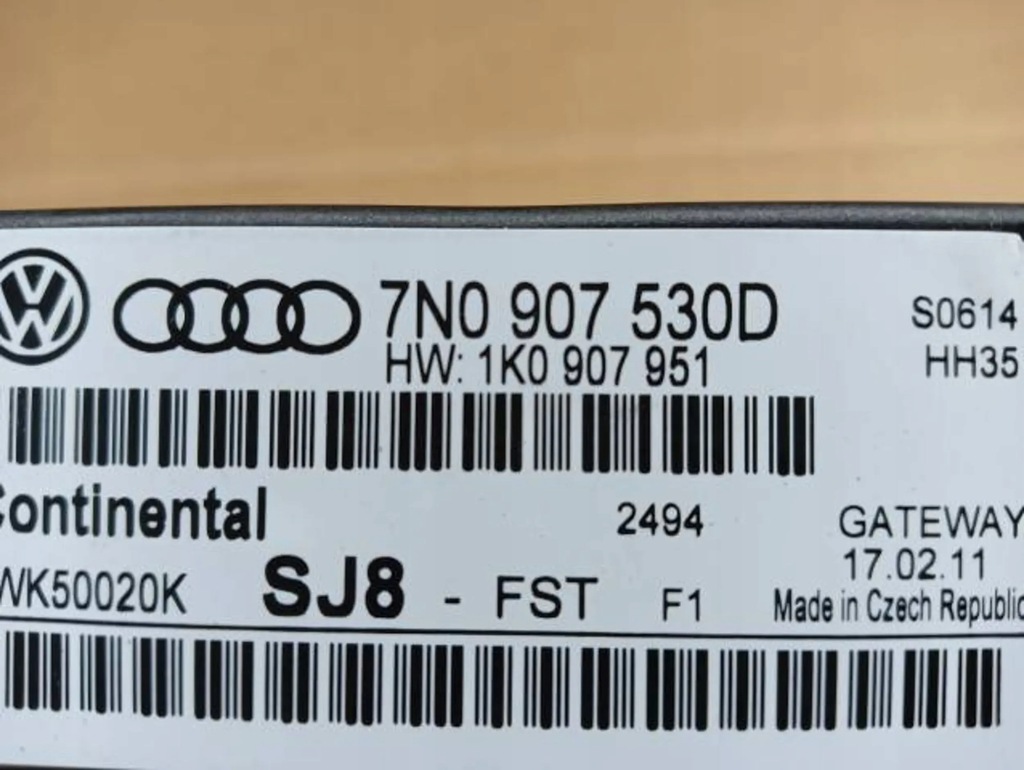 7N0 907 530D
S0614
HW: 1K0 907 951
HH35
Continental
2494
GATEWAY
17.02.11
WK50020K
SJ8 - FST F1
Made in Czech Republic